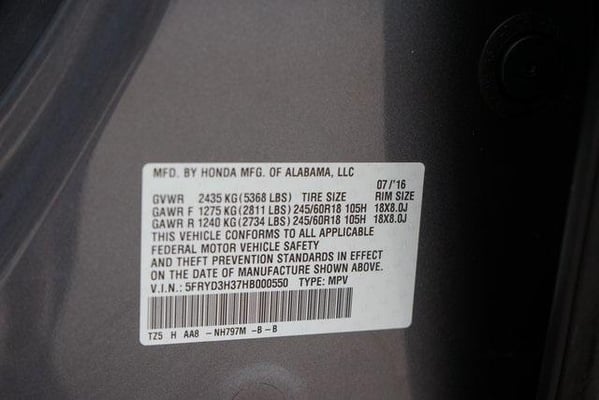 MFD. BY HONDA MFG. OF ALABAMA, LLC
07/'16
GVWR 2435 KG (5368 LBS) TIRE SIZE RIM SIZE
GAWR F 1275 KG (2811 LBS) 245/60R18 105H 18X8.0J
GAWR R 1240 KG (2734 LBS) 245/60R18 105H 18X8.0J
THIS VEHICLE CONFORMS TO ALL APPLICABLE
FEDERAL MOTOR VEHICLE SAFETY
AND THEFT PREVENTION STANDARDS IN EFFECT
ON THE DATE OF MANUFACTURE SHOWN ABOVE.
V.I.N.: 5FRYD3H37HB000550 TYPE: MPV
TZ5 H AA8 -NH797M -B -B